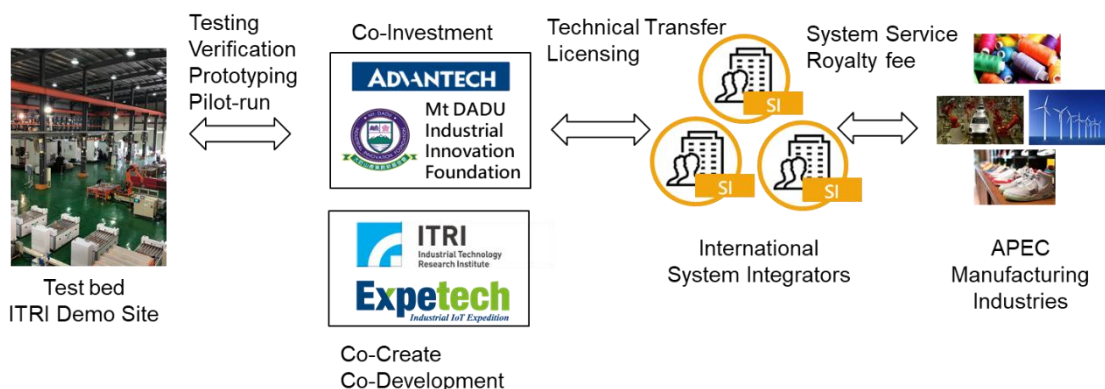 Testing
Verification
Prototyping
Pilot-run
Test bed
ITRI Demo Site
Co-Investment
ADVANTECH
MT. DADU
Mt DADU
Industrial
Innovation
Foundation
ITRI
Industrial Technology
Research Institute
Expetech
Industrial IoT Expedition
Co-Create
Co-Development
Technical Transfer
Licensing
SI
SI
SI
International
System Integrators
System Service
Royalty fee
APEC
Manufacturing
Industries